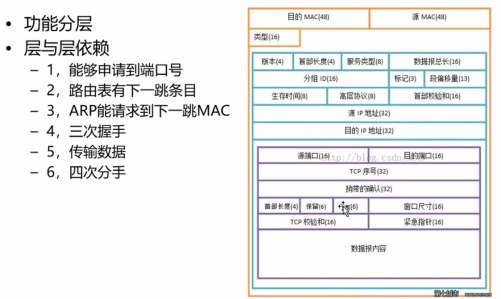 功能分层
层与层依赖
1，能够申请到端口号
2，路由表有下一跳条目
3，ARP能请求到下一跳MAC
4，三次握手
5，传输数据
6，四次分手
目的 MAC(48) 源 MAC(48)
类型(16)
版本(4) 首部长度(4) 服务类型(8) 数据报总长(16)
分组 ID(16) 标记(3) 段偏移量(13)
生存时间(8) 高层协议(8) 首部校验和(16)
源 IP 地址(32)
目的 IP 地址(32)
源端口(16) 目的端口(16)
http://blog.csdn.
TCP 序号(32)
捎带的确认(32)
首部长度(4) 保留(6) (6) 窗口尺寸(16)
TCP 校验和(16) 紧急指针(16)
数据报内容